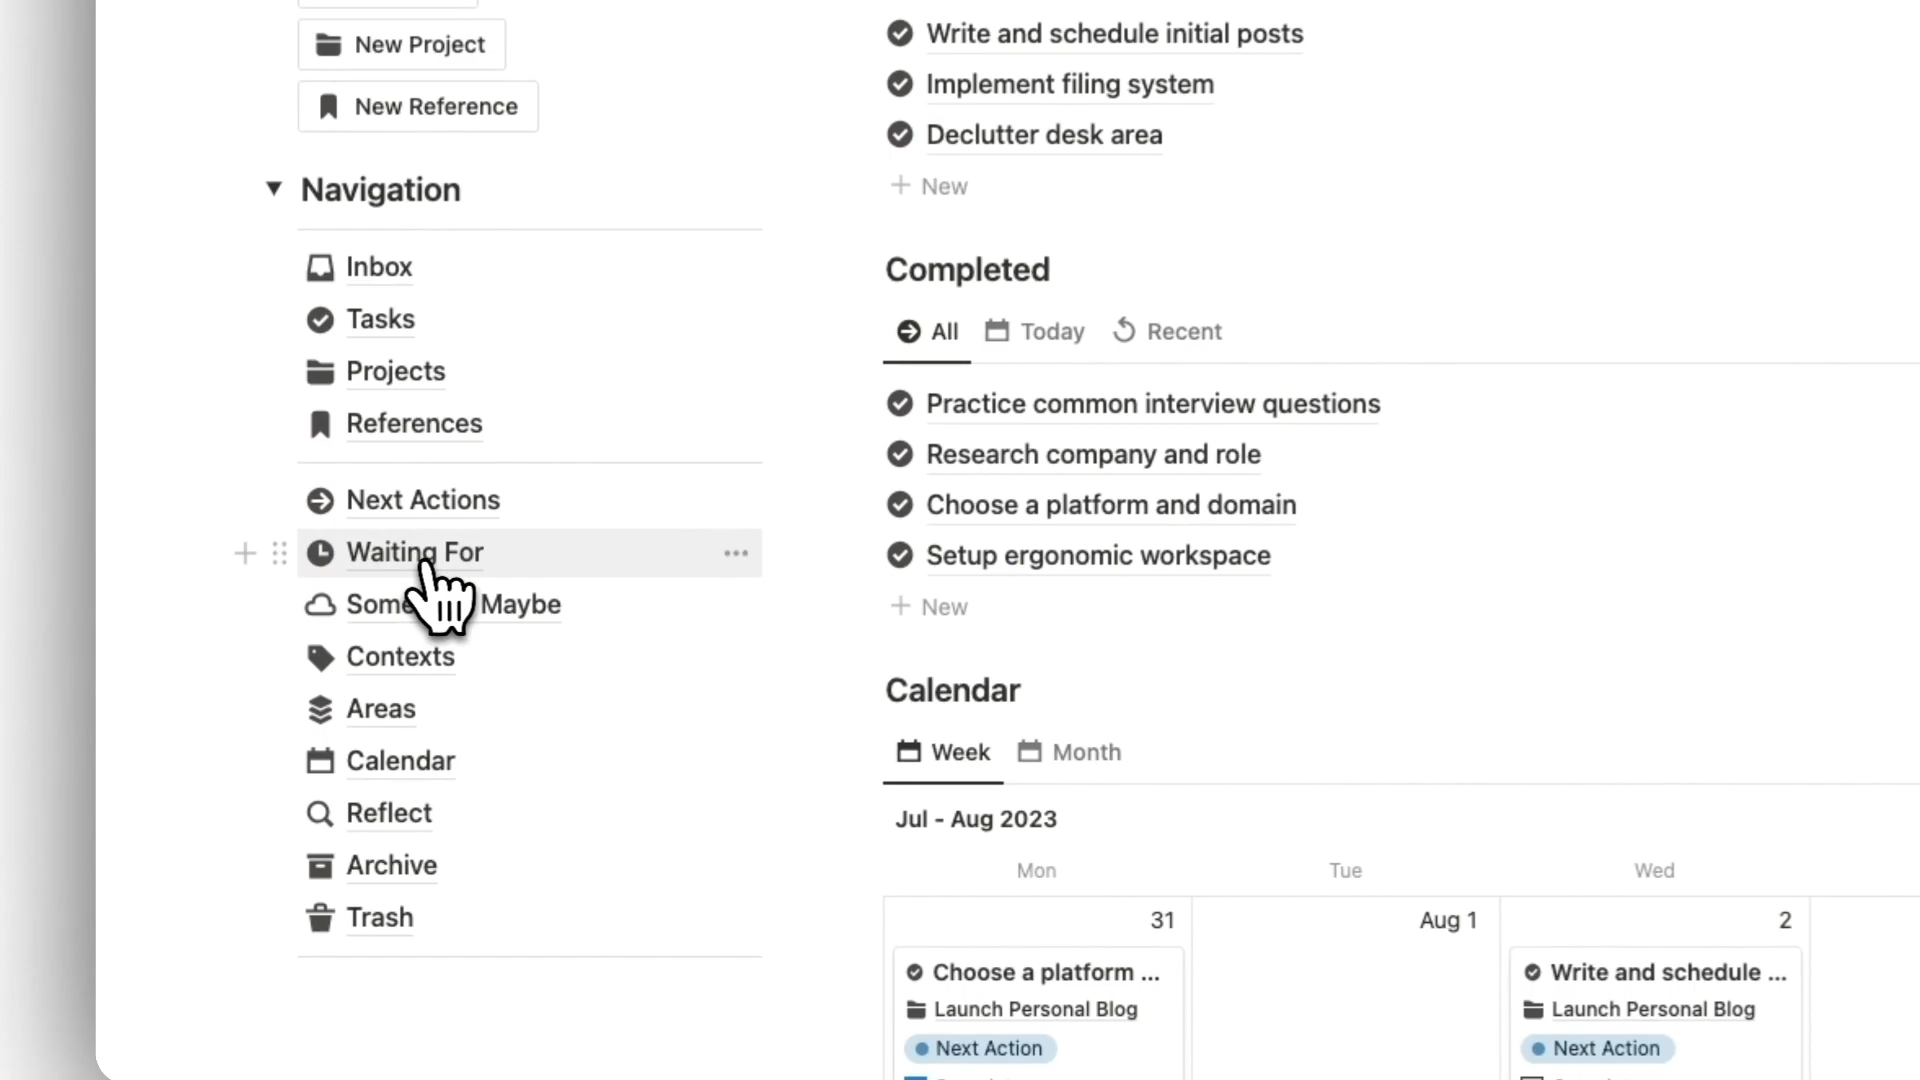 New Project
New Reference
Navigation
Inbox
Tasks
Projects
References
Next Actions
Waiting For
Some Maybe
Contexts
Areas
Calendar
Reflect
Archive
Trash
Write and schedule initial posts
Implement filing system
Declutter desk area
New
Completed
All Today Recent
Practice common interview questions
Research company and role
Choose a platform and domain
Setup ergonomic workspace
New
Calendar
Week Month
Jul - Aug 2023
Mon Tue Wed
31 Aug 1 2
Choose a platform ...
Launch Personal Blog
Next Action
Write and schedule ...
Launch Personal Blog
Next Action